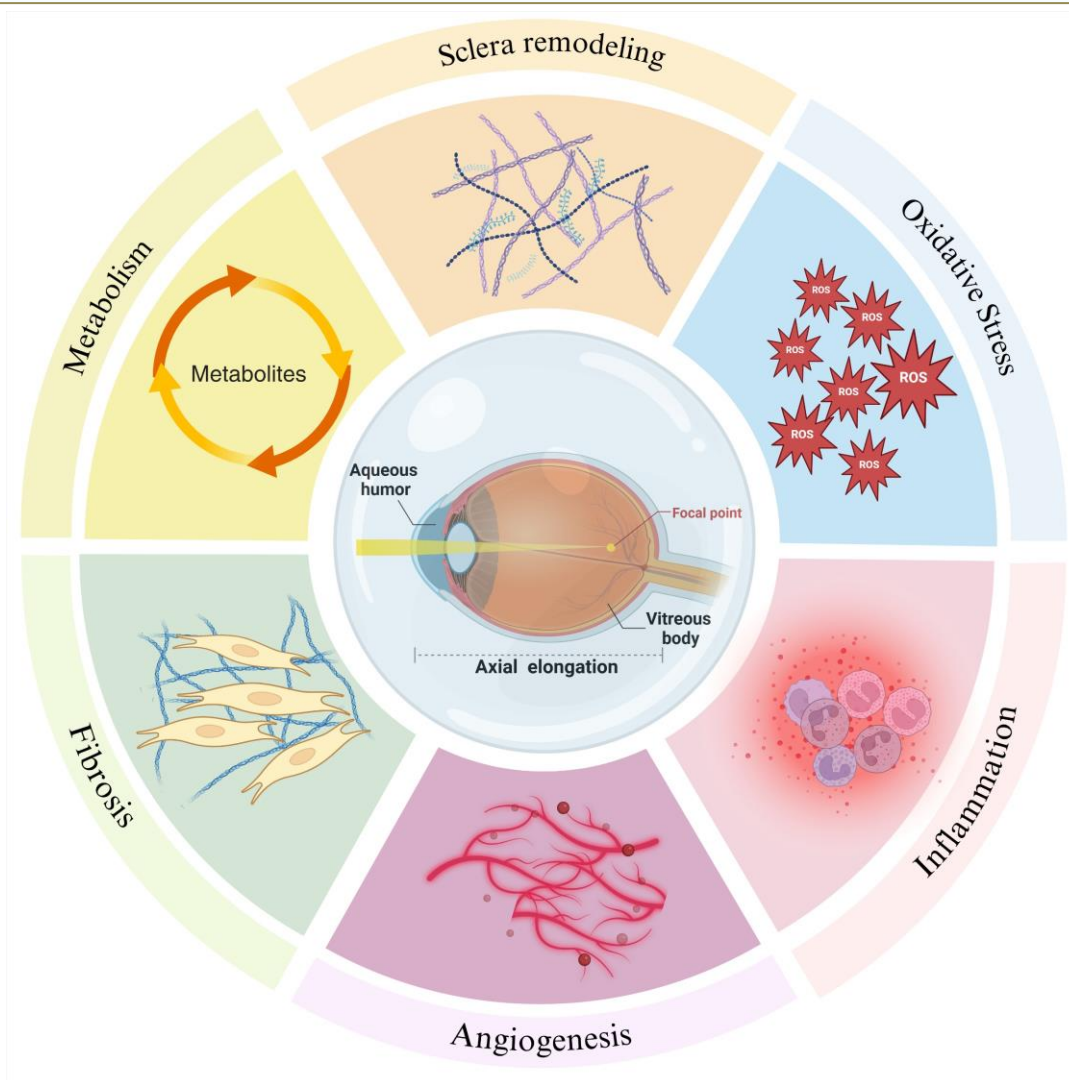 Sclera remodeling
Oxidative Stress
ROS
ROS
ROS
ROS
ROS
ROS
ROS
Inflammation
Angiogenesis
Fibrosis
Metabolism
Metabolites
Aqueous
humor
Focal point
Vitreous
body
Axial elongation